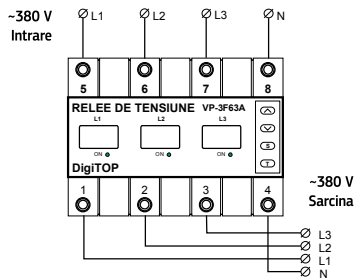 ~380 V
Intrare
L1 L2 L3 N
5 6 7 8
RELEE DE TENSIUNE VP-3F63A
L1 L2 L3
ON ON ON
S
T
DigiTOP
1 2 3 4
~380 V
Sarcina
L3
L2
L1
N